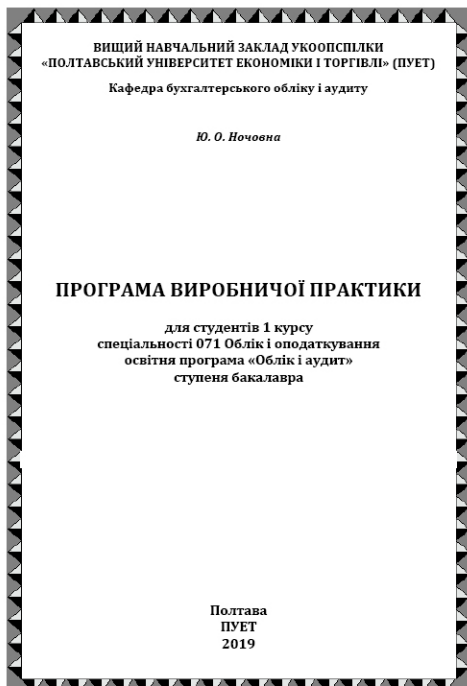 ВИЩИЙ НАВЧАЛЬНИЙ ЗАКЛАД УКООПСПІЛКИ
«ПОЛТАВСЬКИЙ УНІВЕРСИТЕТ ЕКОНОМІКИ І ТОРГІВЛІ» (ПУЕТ)
Кафедра бухгалтерського обліку і аудиту
Ю. О. Ночовна
ПРОГРАМА ВИРОБНИЧОЇ ПРАКТИКИ
для студентів 1 курсу
спеціальності 071 Облік і оподаткування
освітня програма «Облік і аудит»
ступеня бакалавра
Полтава
ПУЕТ
2019